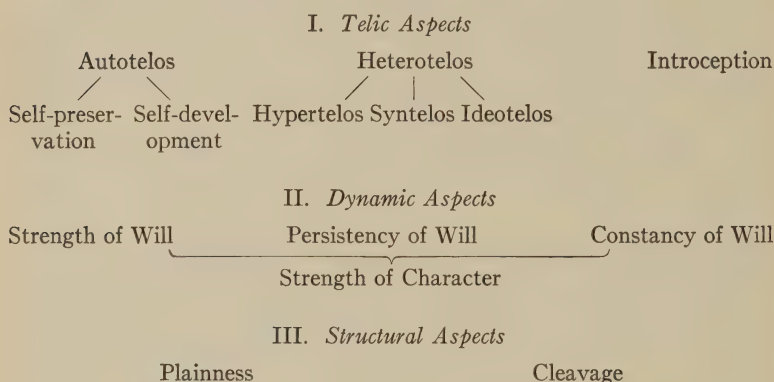 I. Telic Aspects
Autotelos Heterotelos Introception
Self-preser- Self-devel- Hypertelos Syntelos Ideotelos
vation opment
II. Dynamic Aspects
Strength of Will Persistency of Will Constancy of Will
Strength of Character
III. Structural Aspects
Plainness Cleavage